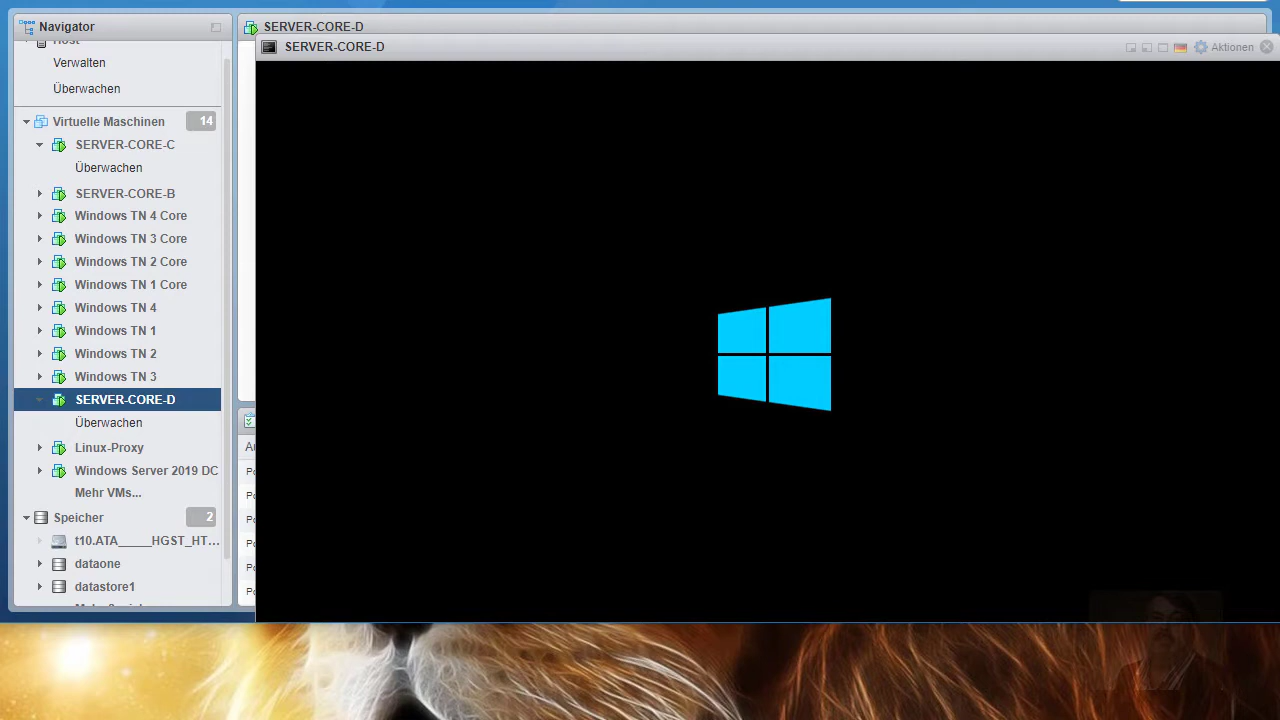 Navigator
Host
Verwalten
Überwachen
Virtuelle Maschinen 14
SERVER-CORE-C
Überwachen
SERVER-CORE-B
Windows TN 4 Core
Windows TN 3 Core
Windows TN 2 Core
Windows TN 1 Core
Windows TN 4
Windows TN 1
Windows TN 2
Windows TN 3
SERVER-CORE-D
Überwachen
Linux-Proxy
Windows Server 2019 DC
Mehr VMs...
Speicher 2
t10.ATA_____HGST_HT...
dataone
datastore1
SERVER-CORE-D
SERVER-CORE-D
Aktionen